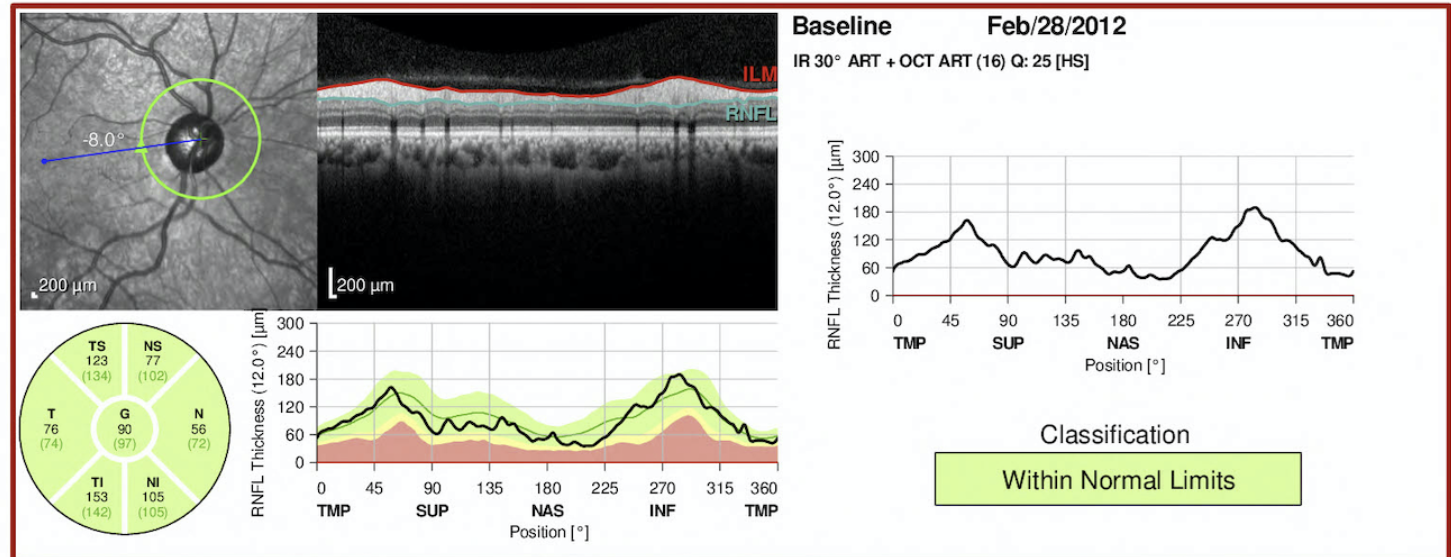 -8.0°
200 µm
ILM
RNFL
200 µm
Baseline Feb/28/2012
IR 30° ART + OCT ART (16) Q: 25 [HS]
RNFL Thickness (12.0°) [µm]
300
240
180
120
60
0
0 45 90 135 180 225 270 315 360
TMP SUP NAS INF TMP
Position [°]
TS
123
(134)
NS
77
(102)
T
76
(74)
G
90
(97)
N
56
(72)
TI
153
(142)
NI
105
(105)
RNFL Thickness (12.0°) [µm]
300
240
180
120
60
0
0 45 90 135 180 225 270 315 360
TMP SUP NAS INF TMP
Position [°]
Classification
Within Normal Limits